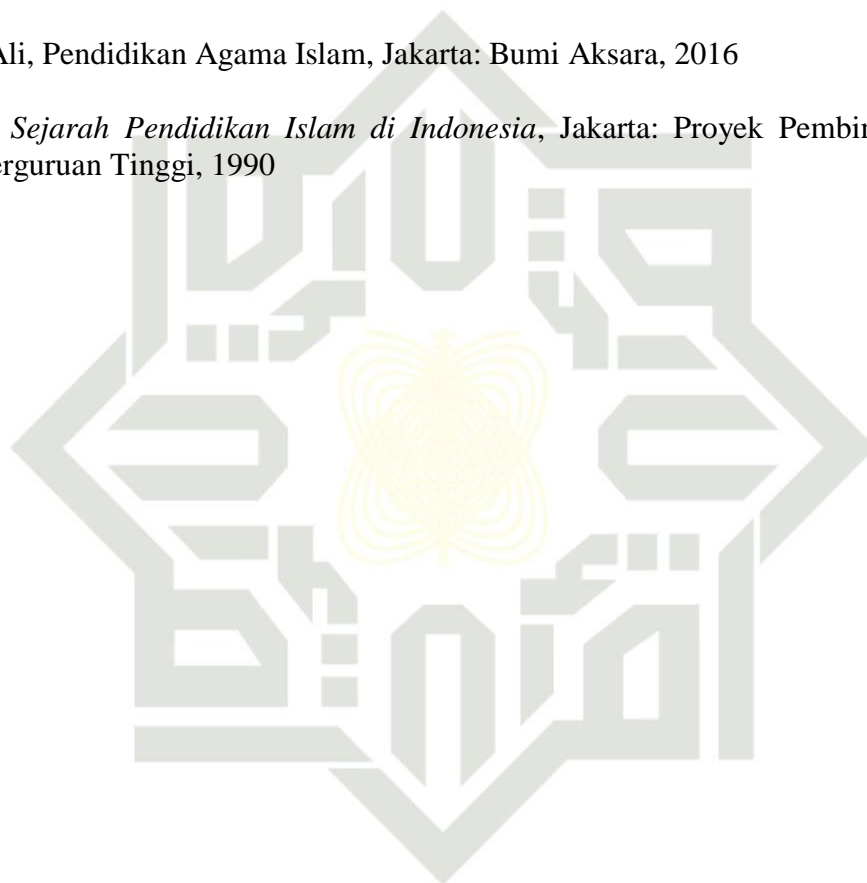 Ali, Pendidikan Agama Islam, Jakarta: Bumi Aksara, 2016
Sejarah Pendidikan Islam di Indonesia, Jakarta: Proyek Pembin
erguruan Tinggi, 1990